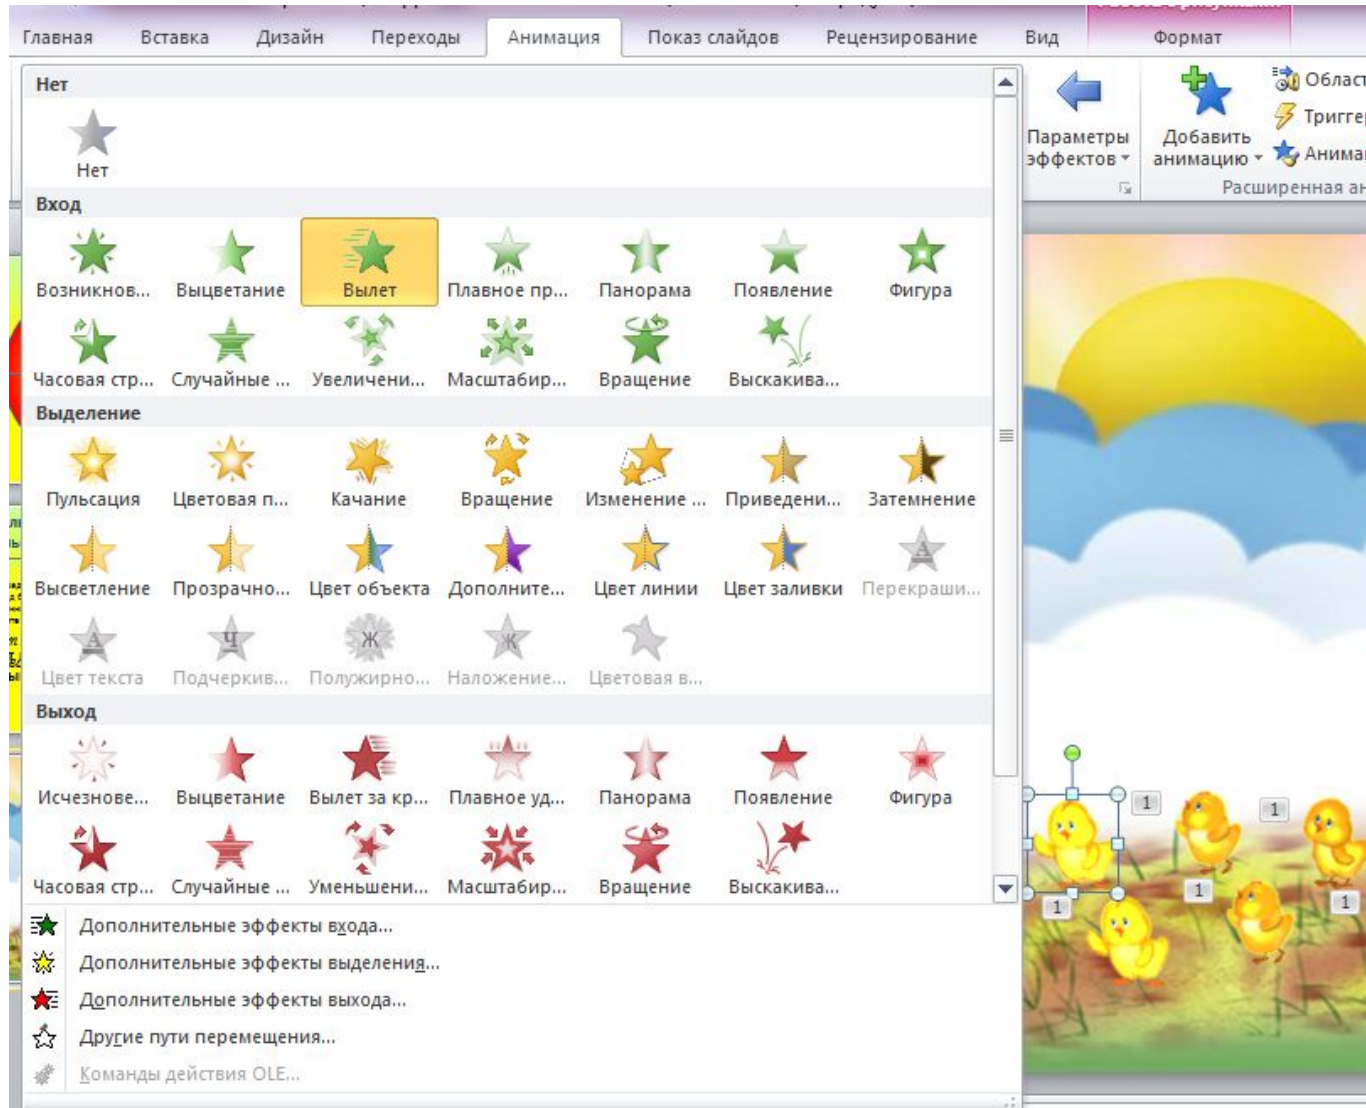 Главная Вставка Дизайн Переходы Анимация Показ слайдов Рецензирование Вид Формат
Нет
Нет
Вход
Возникнов... Выцветание Вылет Плавное пр... Панорама Появление Фигура
Часовая стр... Случайные ... Увеличени... Масштабир... Вращение Выскакива...
Выделение
Пульсация Цветовая п... Качание Вращение Изменение ... Приведени... Затемнение
Высветление Прозрачно... Цвет объекта Дополните... Цвет линии Цвет заливки Перекраши...
Цвет текста Подчеркив... Полужирно... Наложение... Цветовая в...
Выход
Исчезнове... Выцветание Вылет за кр... Плавное уд... Панорама Появление Фигура
Часовая стр... Случайные ... Уменьшени... Масштабир... Вращение Выскакива...
Дополнительные эффекты входа...
Дополнительные эффекты выделения...
Дополнительные эффекты выхода...
Другие пути перемещения...
Команды действия OLE...
Параметры
эффектов
Добавить
анимацию
Област
Тригге
Анима
Расширенная ан
1 1
1 1 1